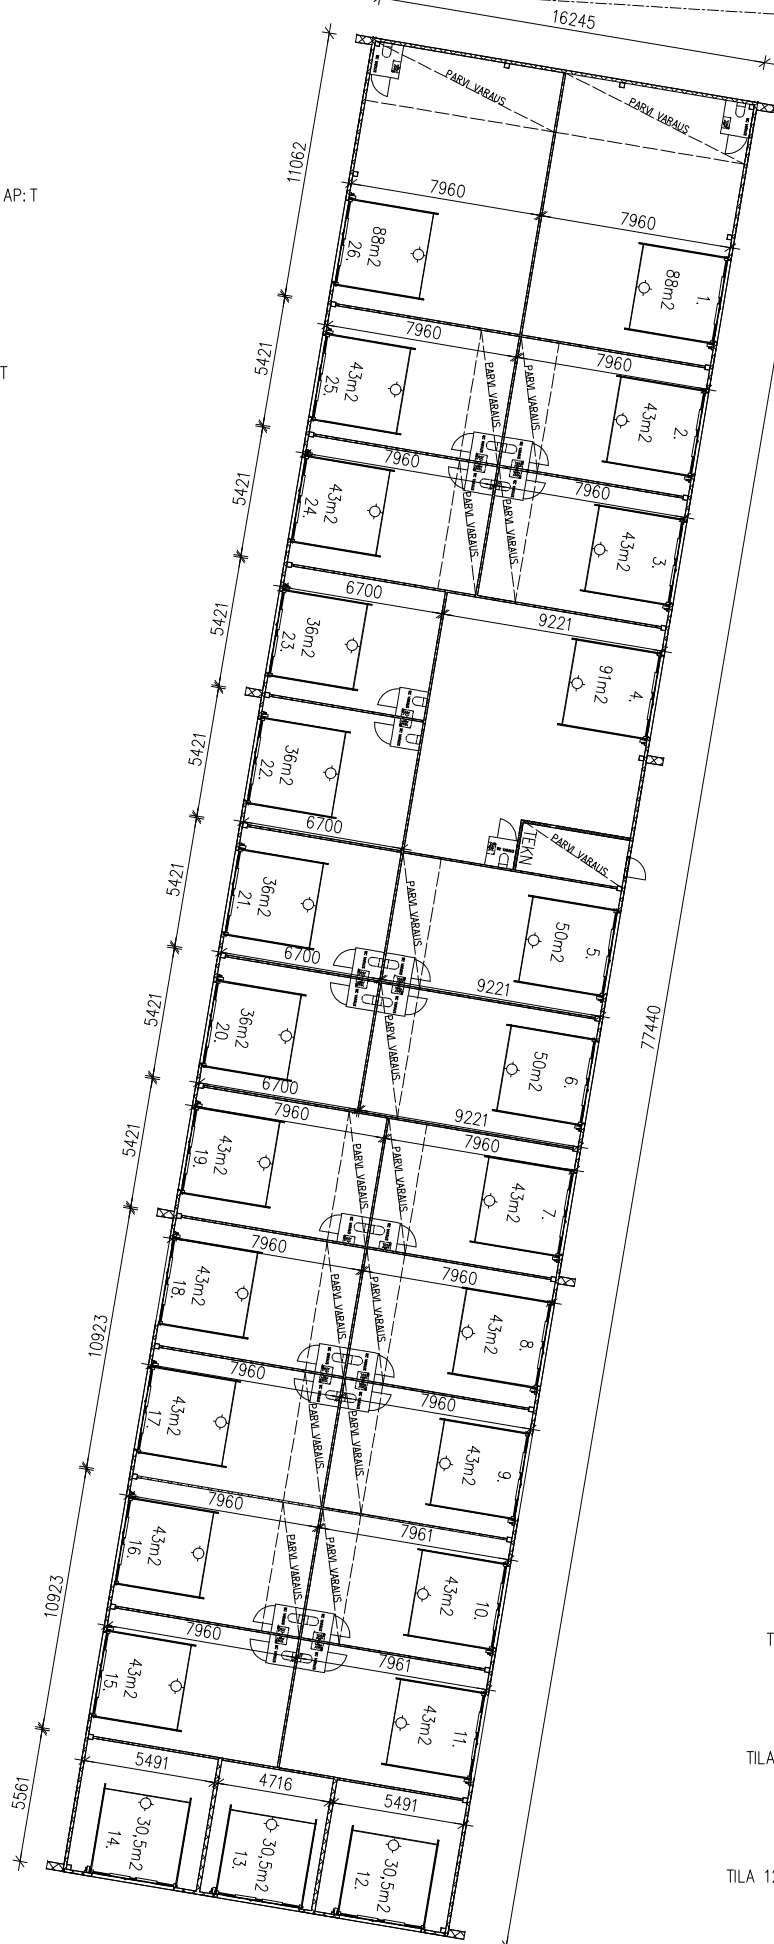 16245
PARVI VARAUS
PARVI VARAUS
11062
AP: T
7960
7960
88m2
26.
1.
88m2
7960
7960
5421
T
43m2
25.
PARVI VARAUS
PARVI VARAUS
2.
43m2
7960
7960
5421
43m2
24.
PARVI VARAUS
PARVI VARAUS
3.
43m2
6700
9221
5421
36m2
23.
4.
91m2
5421
36m2
22.
6700
TEKN
PARVI VARAUS
5421
36m2
21.
PARVI VARAUS
5.
50m2
6700
9221
77440
5421
36m2
20.
PARVI VARAUS
6.
50m2
6700
9221
7960
7960
5421
43m2
19.
PARVI VARAUS
PARVI VARAUS
7.
43m2
7960
7960
10923
43m2
18.
PARVI VARAUS
PARVI VARAUS
8.
43m2
7960
7960
43m2
17.
PARVI VARAUS
PARVI VARAUS
9.
43m2
7960
7961
10923
43m2
16.
PARVI VARAUS
PARVI VARAUS
10.
43m2
7960
7961
T
43m2
15.
11.
43m2
5561
5491
4716
5491
TILA
30,5m2
14.
30,5m2
13.
30,5m2
12.
TILA 12